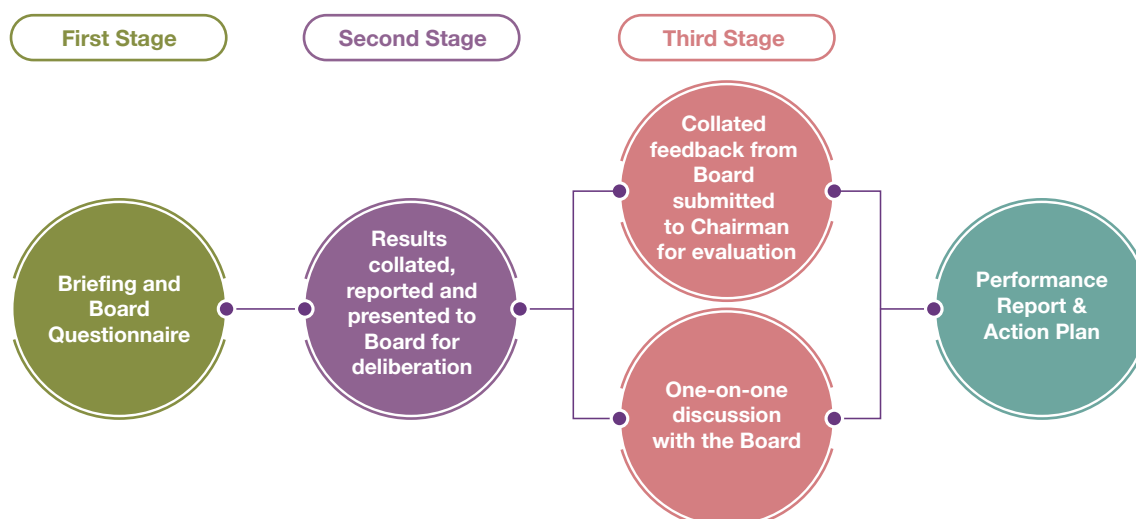 First Stage
Second Stage
Third Stage
Briefing and
Board
Questionnaire
Results
collated,
reported and
presented to
Board for
deliberation
Collated
feedback from
Board
submitted
to Chairman
for evaluation
One-on-one
discussion
with the Board
Performance
Report &
Action Plan